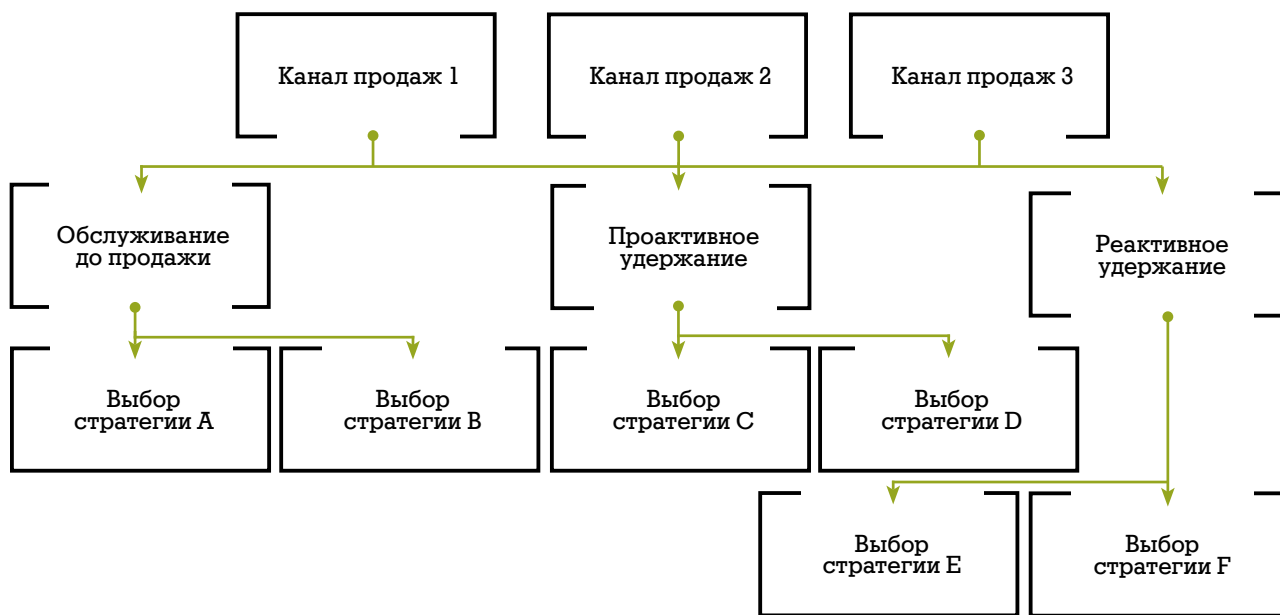 Канал продаж 1
Канал продаж 2
Канал продаж 3
Обслуживание
до продажи
Проактивное
удержание
Реактивное
удержание
Выбор
стратегии A
Выбор
стратегии B
Выбор
стратегии C
Выбор
стратегии D
Выбор
стратегии E
Выбор
стратегии F